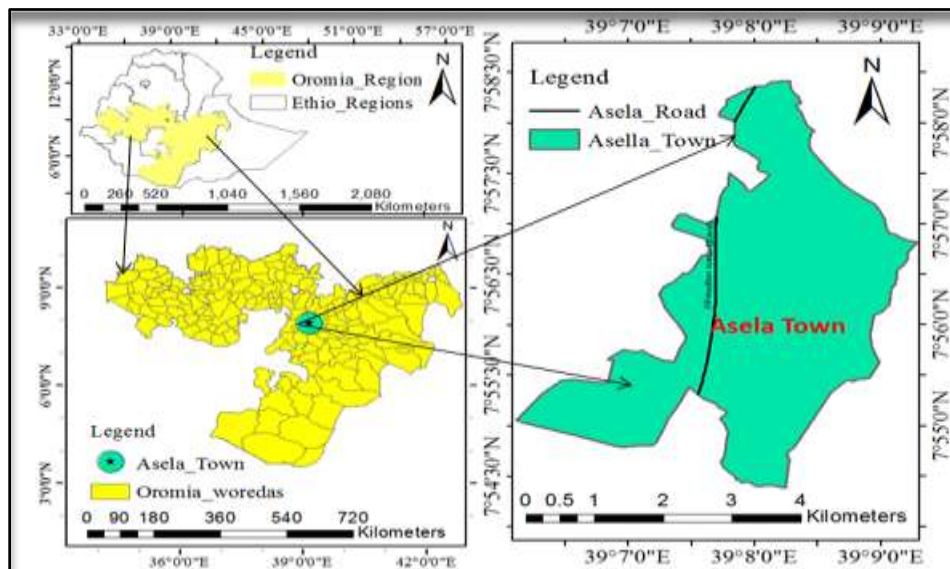 33°0'0"E 39°0'0"E 45°0'0"E 51°0'0"E 57°0'0"E
12°0'0"N
6°0'0"N
Legend
Oromia_Region
Ethio_Regions
N
0 260 520 1,040 1,560 2,080
Kilometers
9°0'0"N
6°0'0"N
3°0'0"N
N
Legend
Asela_Town
Oromia_woredas
0 90 180 360 540 720
Kilometers
36°0'0"E 39°0'0"E 42°0'0"E
39°7'0"E 39°8'0"E 39°9'0"E
7°58'30"N
7°58'0"N
7°57'30"N
7°57'0"N
7°56'30"N
7°56'0"N
7°55'30"N
7°55'0"N
7°54'30"N
Legend
Asela_Road
Asella_Town
N
Asela Town
0 0.5 1 2 3 4
Kilometers
39°7'0"E 39°8'0"E 39°9'0"E